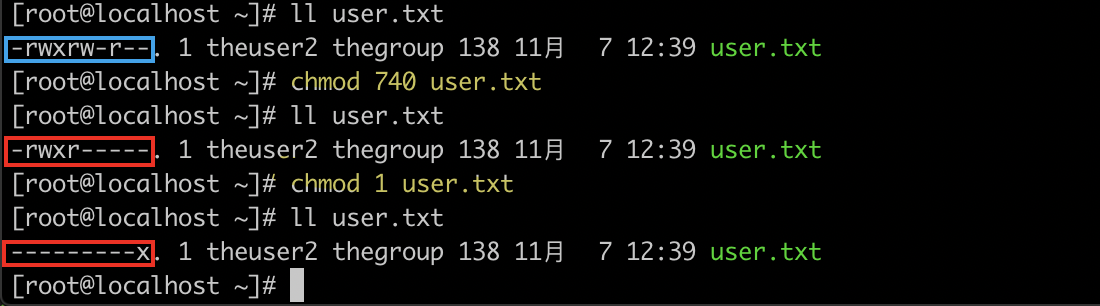 [root@localhost ~]# ll user.txt
-rwxrw-r--. 1 theuser2 thegroup 138 11月  7 12:39 user.txt
[root@localhost ~]# chmod 740 user.txt
[root@localhost ~]# ll user.txt
-rwxr-----. 1 theuser2 thegroup 138 11月  7 12:39 user.txt
[root@localhost ~]# chmod 1 user.txt
[root@localhost ~]# ll user.txt
---------x. 1 theuser2 thegroup 138 11月  7 12:39 user.txt
[root@localhost ~]#